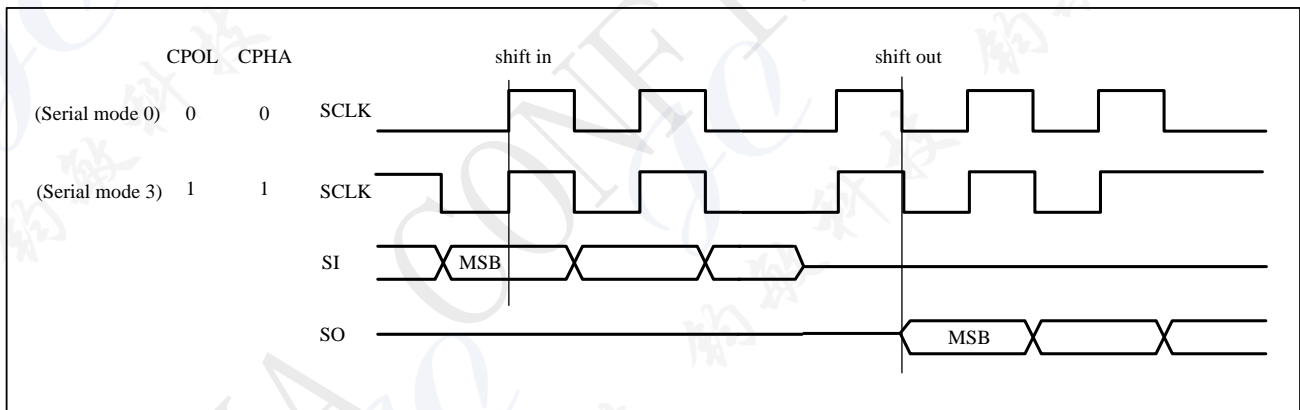 CPOL CPHA shift in shift out
(Serial mode 0) 0 0 SCLK
(Serial mode 3) 1 1 SCLK
SI MSB
SO MSB